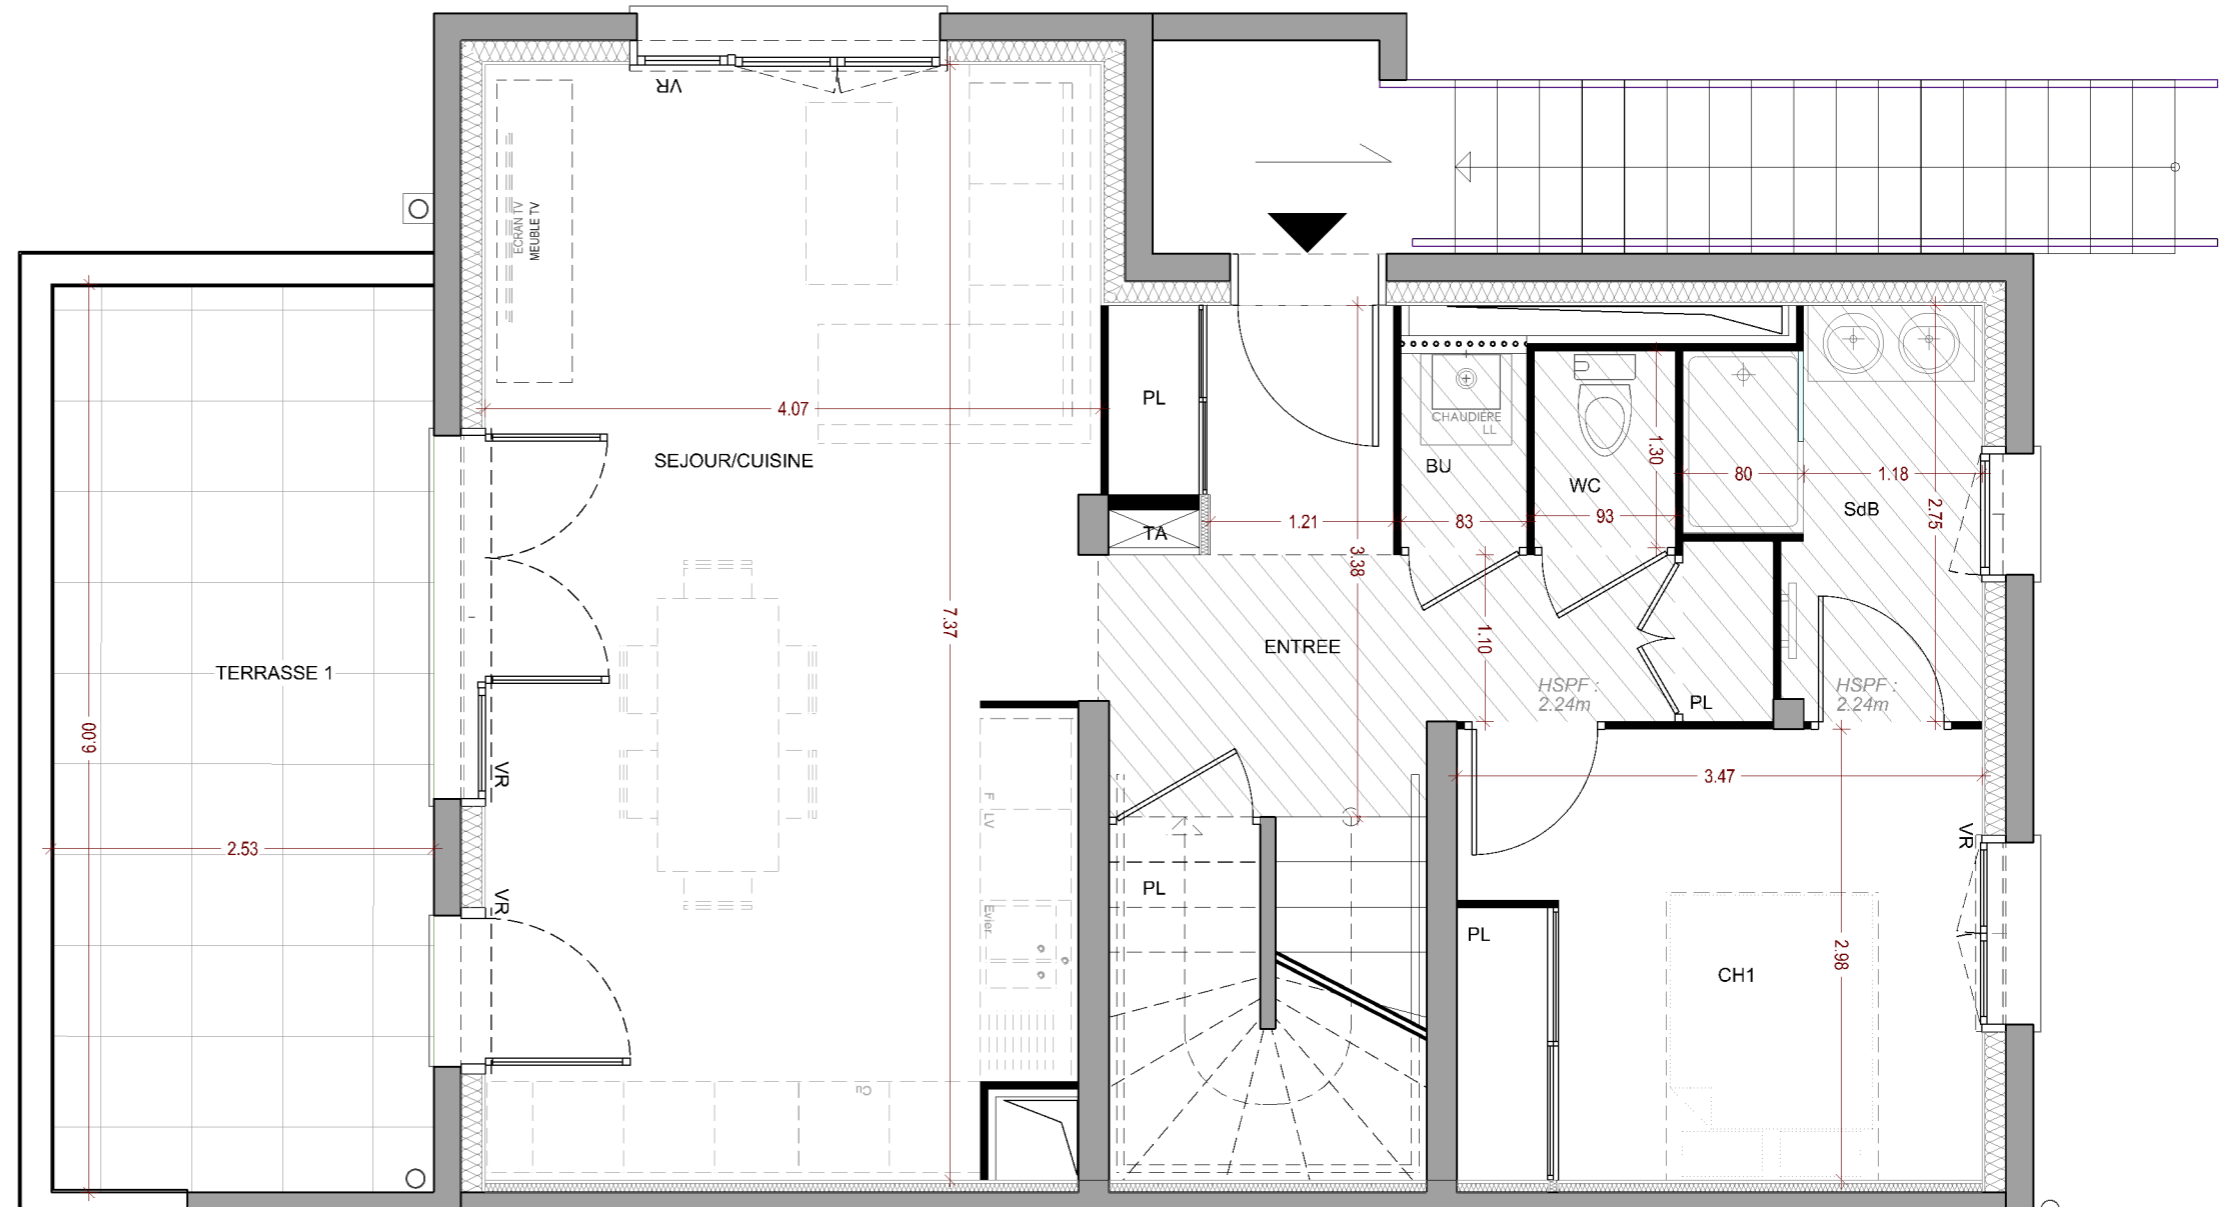 VR
ECRAN TV
MEUBLE TV
4.07
SEJOUR/CUISINE
PL
TA
1.21
3.38
CHAUDIERE
LL
BU
83
WC
93
1.30
80
1.18
SdB
2.75
7.37
ENTREE
1.10
HSPF :
2.24m
PL
HSPF :
2.24m
TERRASSE 1
6.00
2.53
VR
VR
F
LV
Evier
Cu
PL
3.47
VR
PL
CH1
2.98